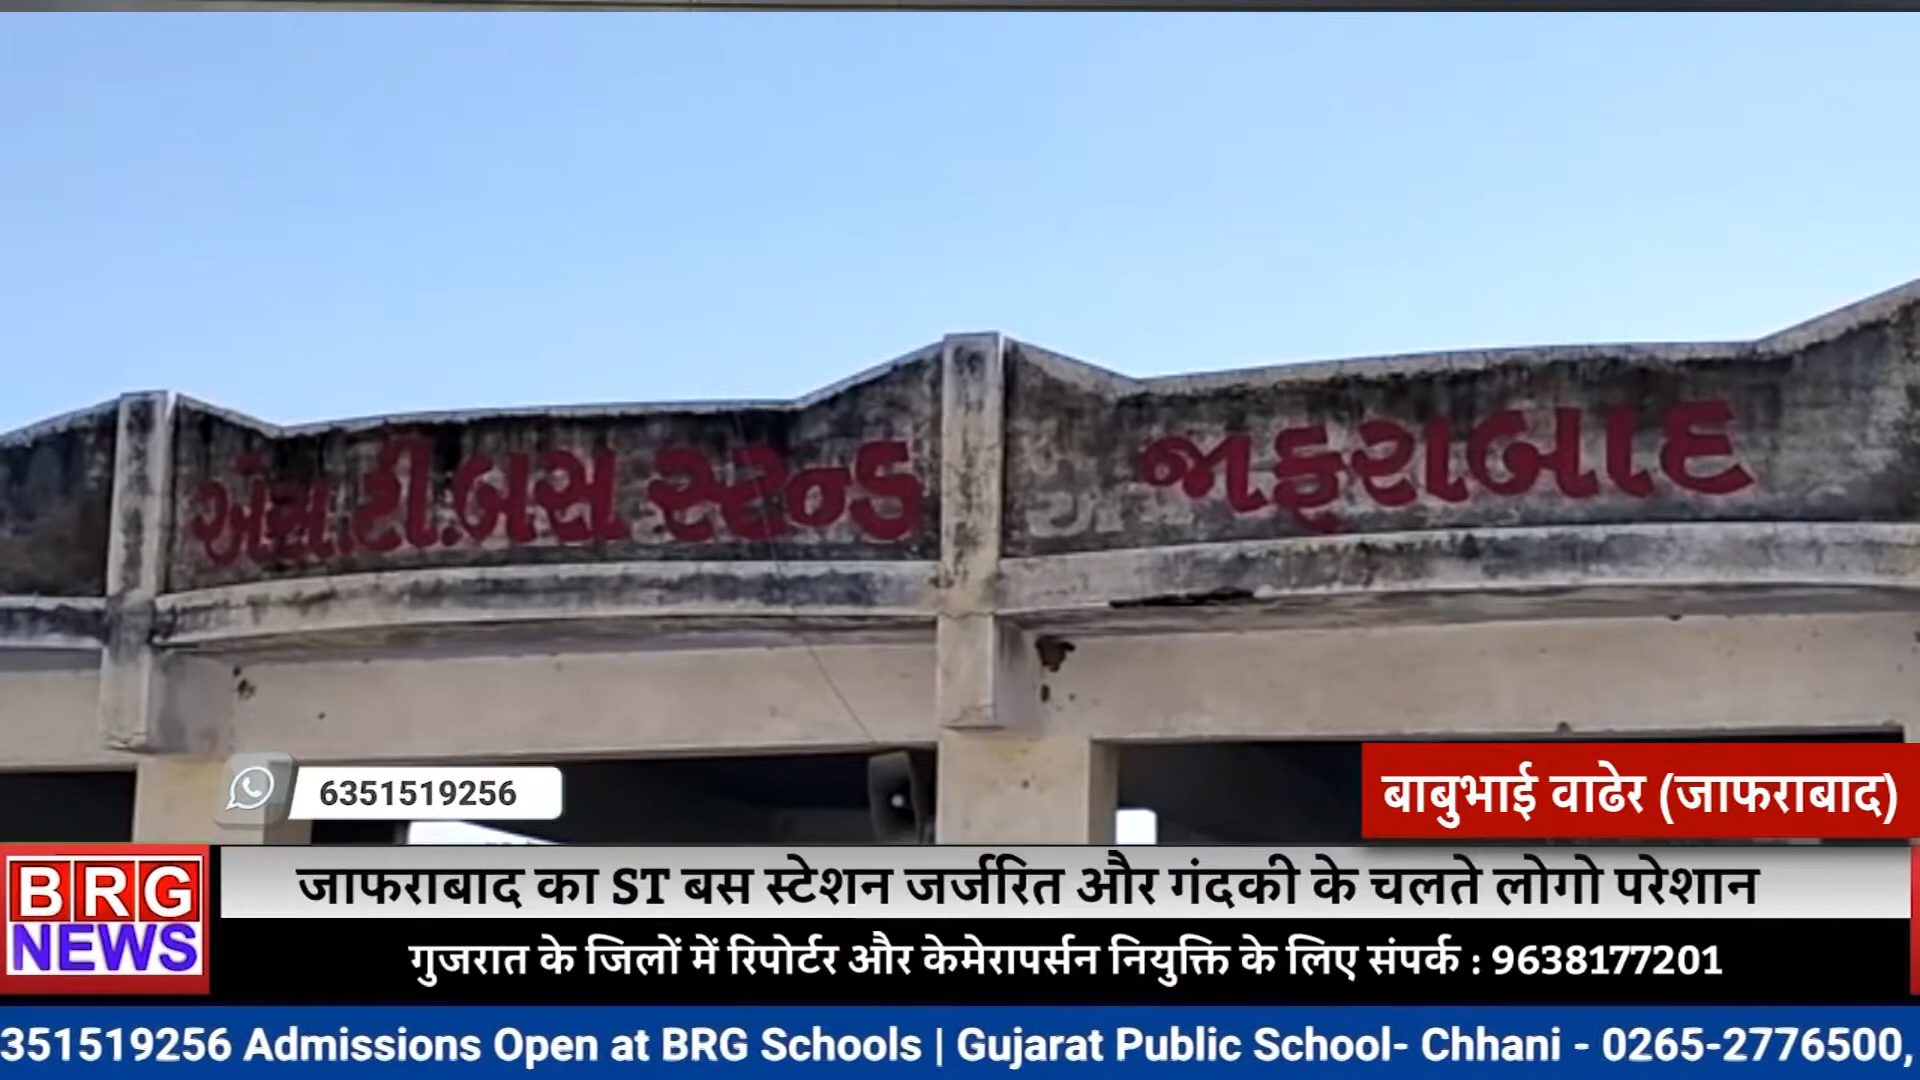 એસ.ટી.બસ સ્ટેન્ડ જાફરાબાદ
6351519256
बाबुभाई वाढेर (जाफराबाद)
BRG
NEWS
जाफराबाद का ST बस स्टेशन जर्जरित और गंदकी के चलते लोगो परेशान
गुजरात के जिलों में रिपोर्टर और केमेरापर्सन नियुक्ति के लिए संपर्क : 9638177201
351519256 Admissions Open at BRG Schools | Gujarat Public School- Chhani - 0265-2776500,